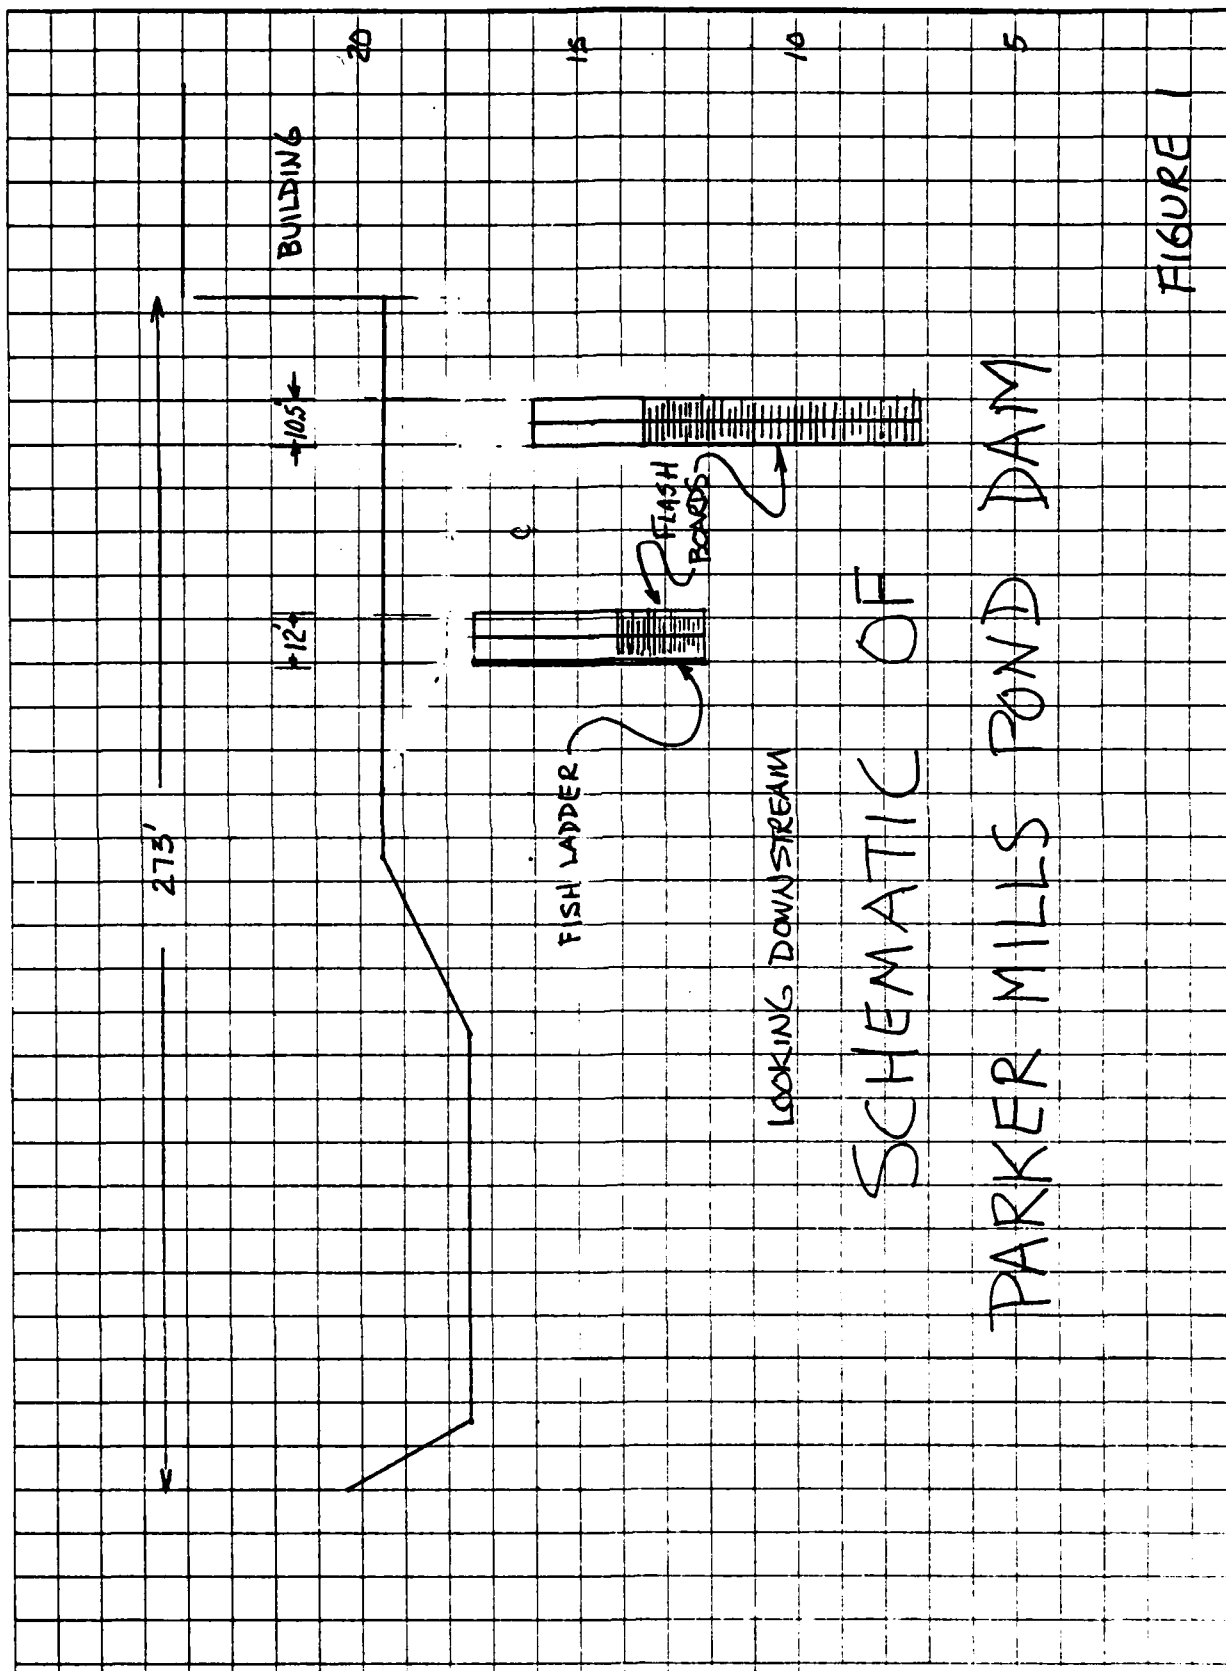 273'
12'
10.5'
BUILDING
20
15
10
5
FISH LADDER
FLASH
BOARDS
LOOKING DOWNSTREAM
SCHEMATIC OF
PARKER MILLS POND DAM
FIGURE 1